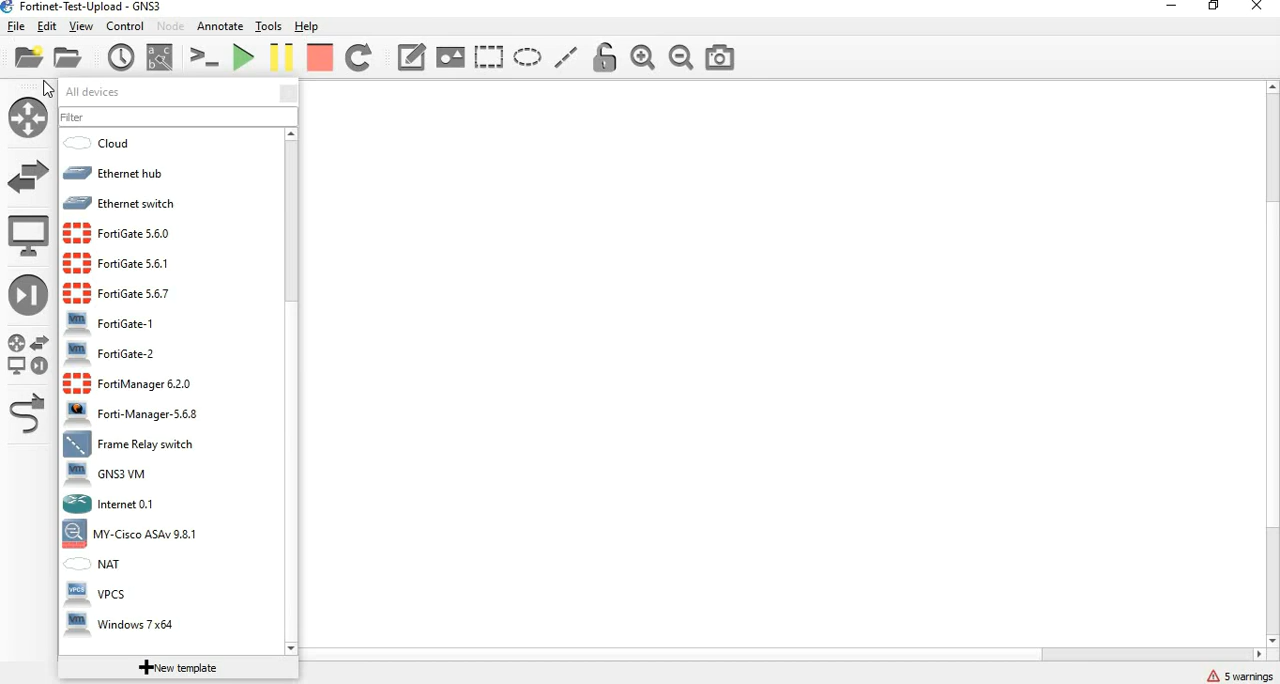 Fortinet-Test-Upload - GNS3
File Edit View Control Node Annotate Tools Help
All devices
Filter
Cloud
Ethernet hub
Ethernet switch
FortiGate 5.6.0
FortiGate 5.6.1
FortiGate 5.6.7
FortiGate-1
FortiGate-2
FortiManager 6.2.0
Forti-Manager-5.6.8
Frame Relay switch
GNS3 VM
Internet 0.1
MY-Cisco ASAv 9.8.1
NAT
VPCS
Windows 7 x64
New template
5 warnings